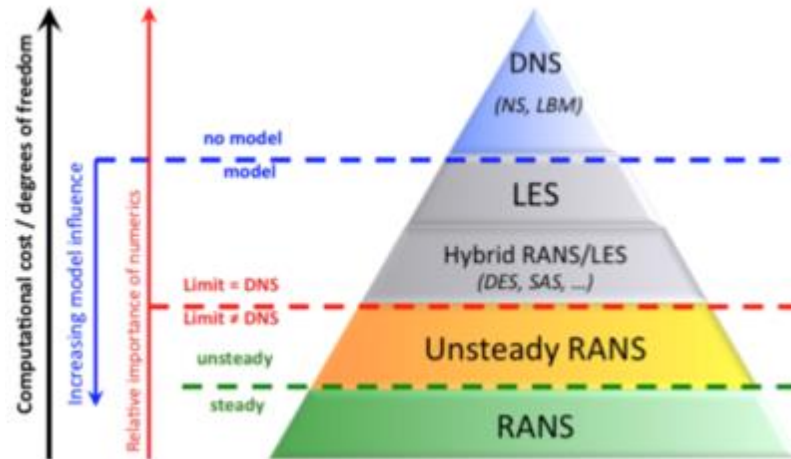 Computational cost / degrees of freedom
Increasing model influence
Relative importance of numerics
no model
model
Limit = DNS
Limit ≠ DNS
unsteady
steady
DNS
(NS, LBM)
LES
Hybrid RANS/LES
(DES, SAS, ...)
Unsteady RANS
RANS